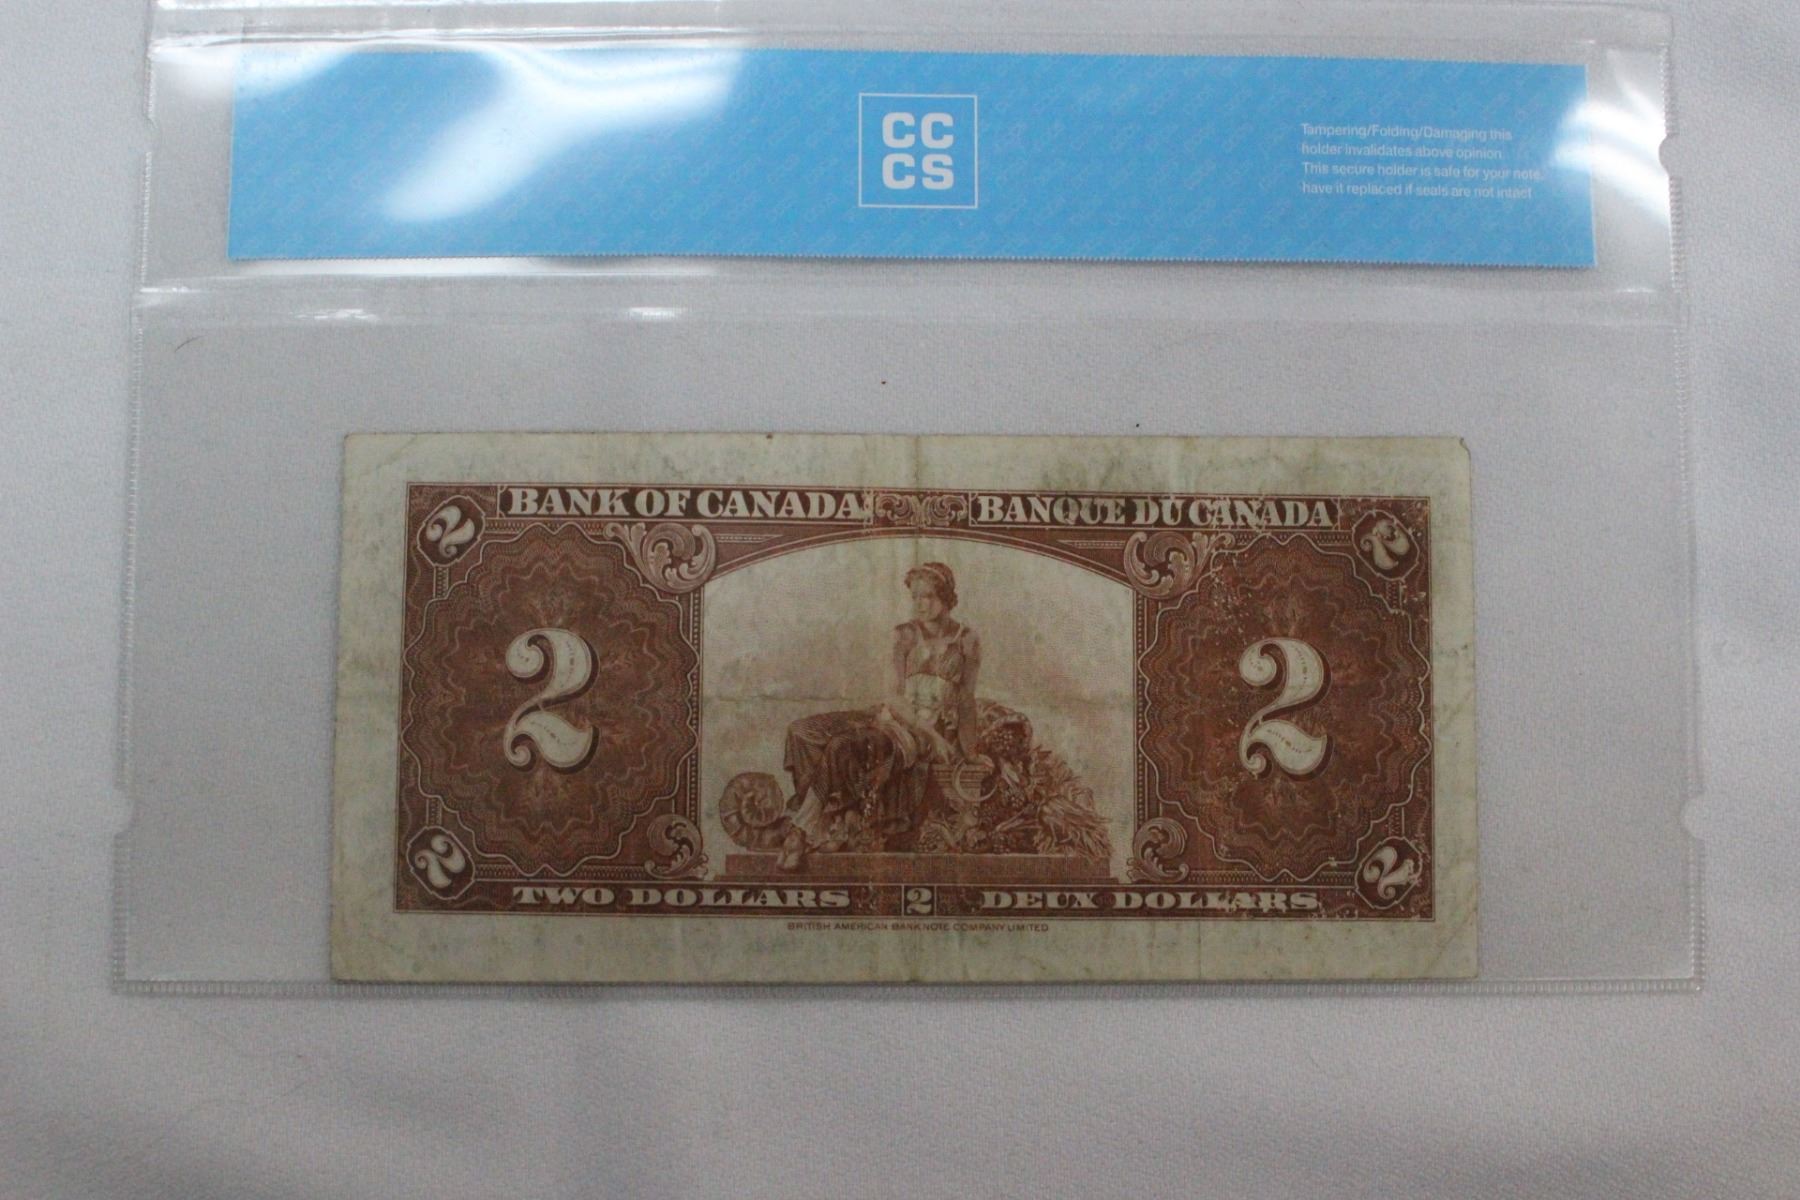 CC
CS
Tampering/Folding/Damaging this
holder invalidates above opinion.
This secure holder is safe for your note,
have it replaced if seals are not intact
2 BANK OF CANADA BANQUE DU CANADA 2
2 2
2 TWO DOLLARS 2 DEUX DOLLARS 2
BRITISH AMERICAN BANK NOTE COMPANY LIMITED